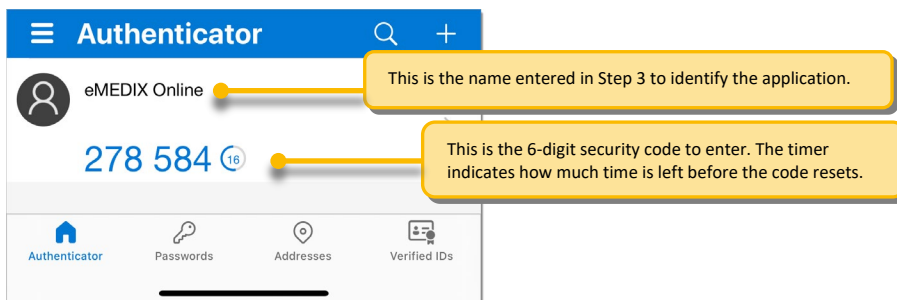 Authenticator
This is the name entered in Step 3 to identify the application.
eMEDIX Online
278 584 16
This is the 6-digit security code to enter. The timer
indicates how much time is left before the code resets.
Authenticator Passwords Addresses Verified IDs